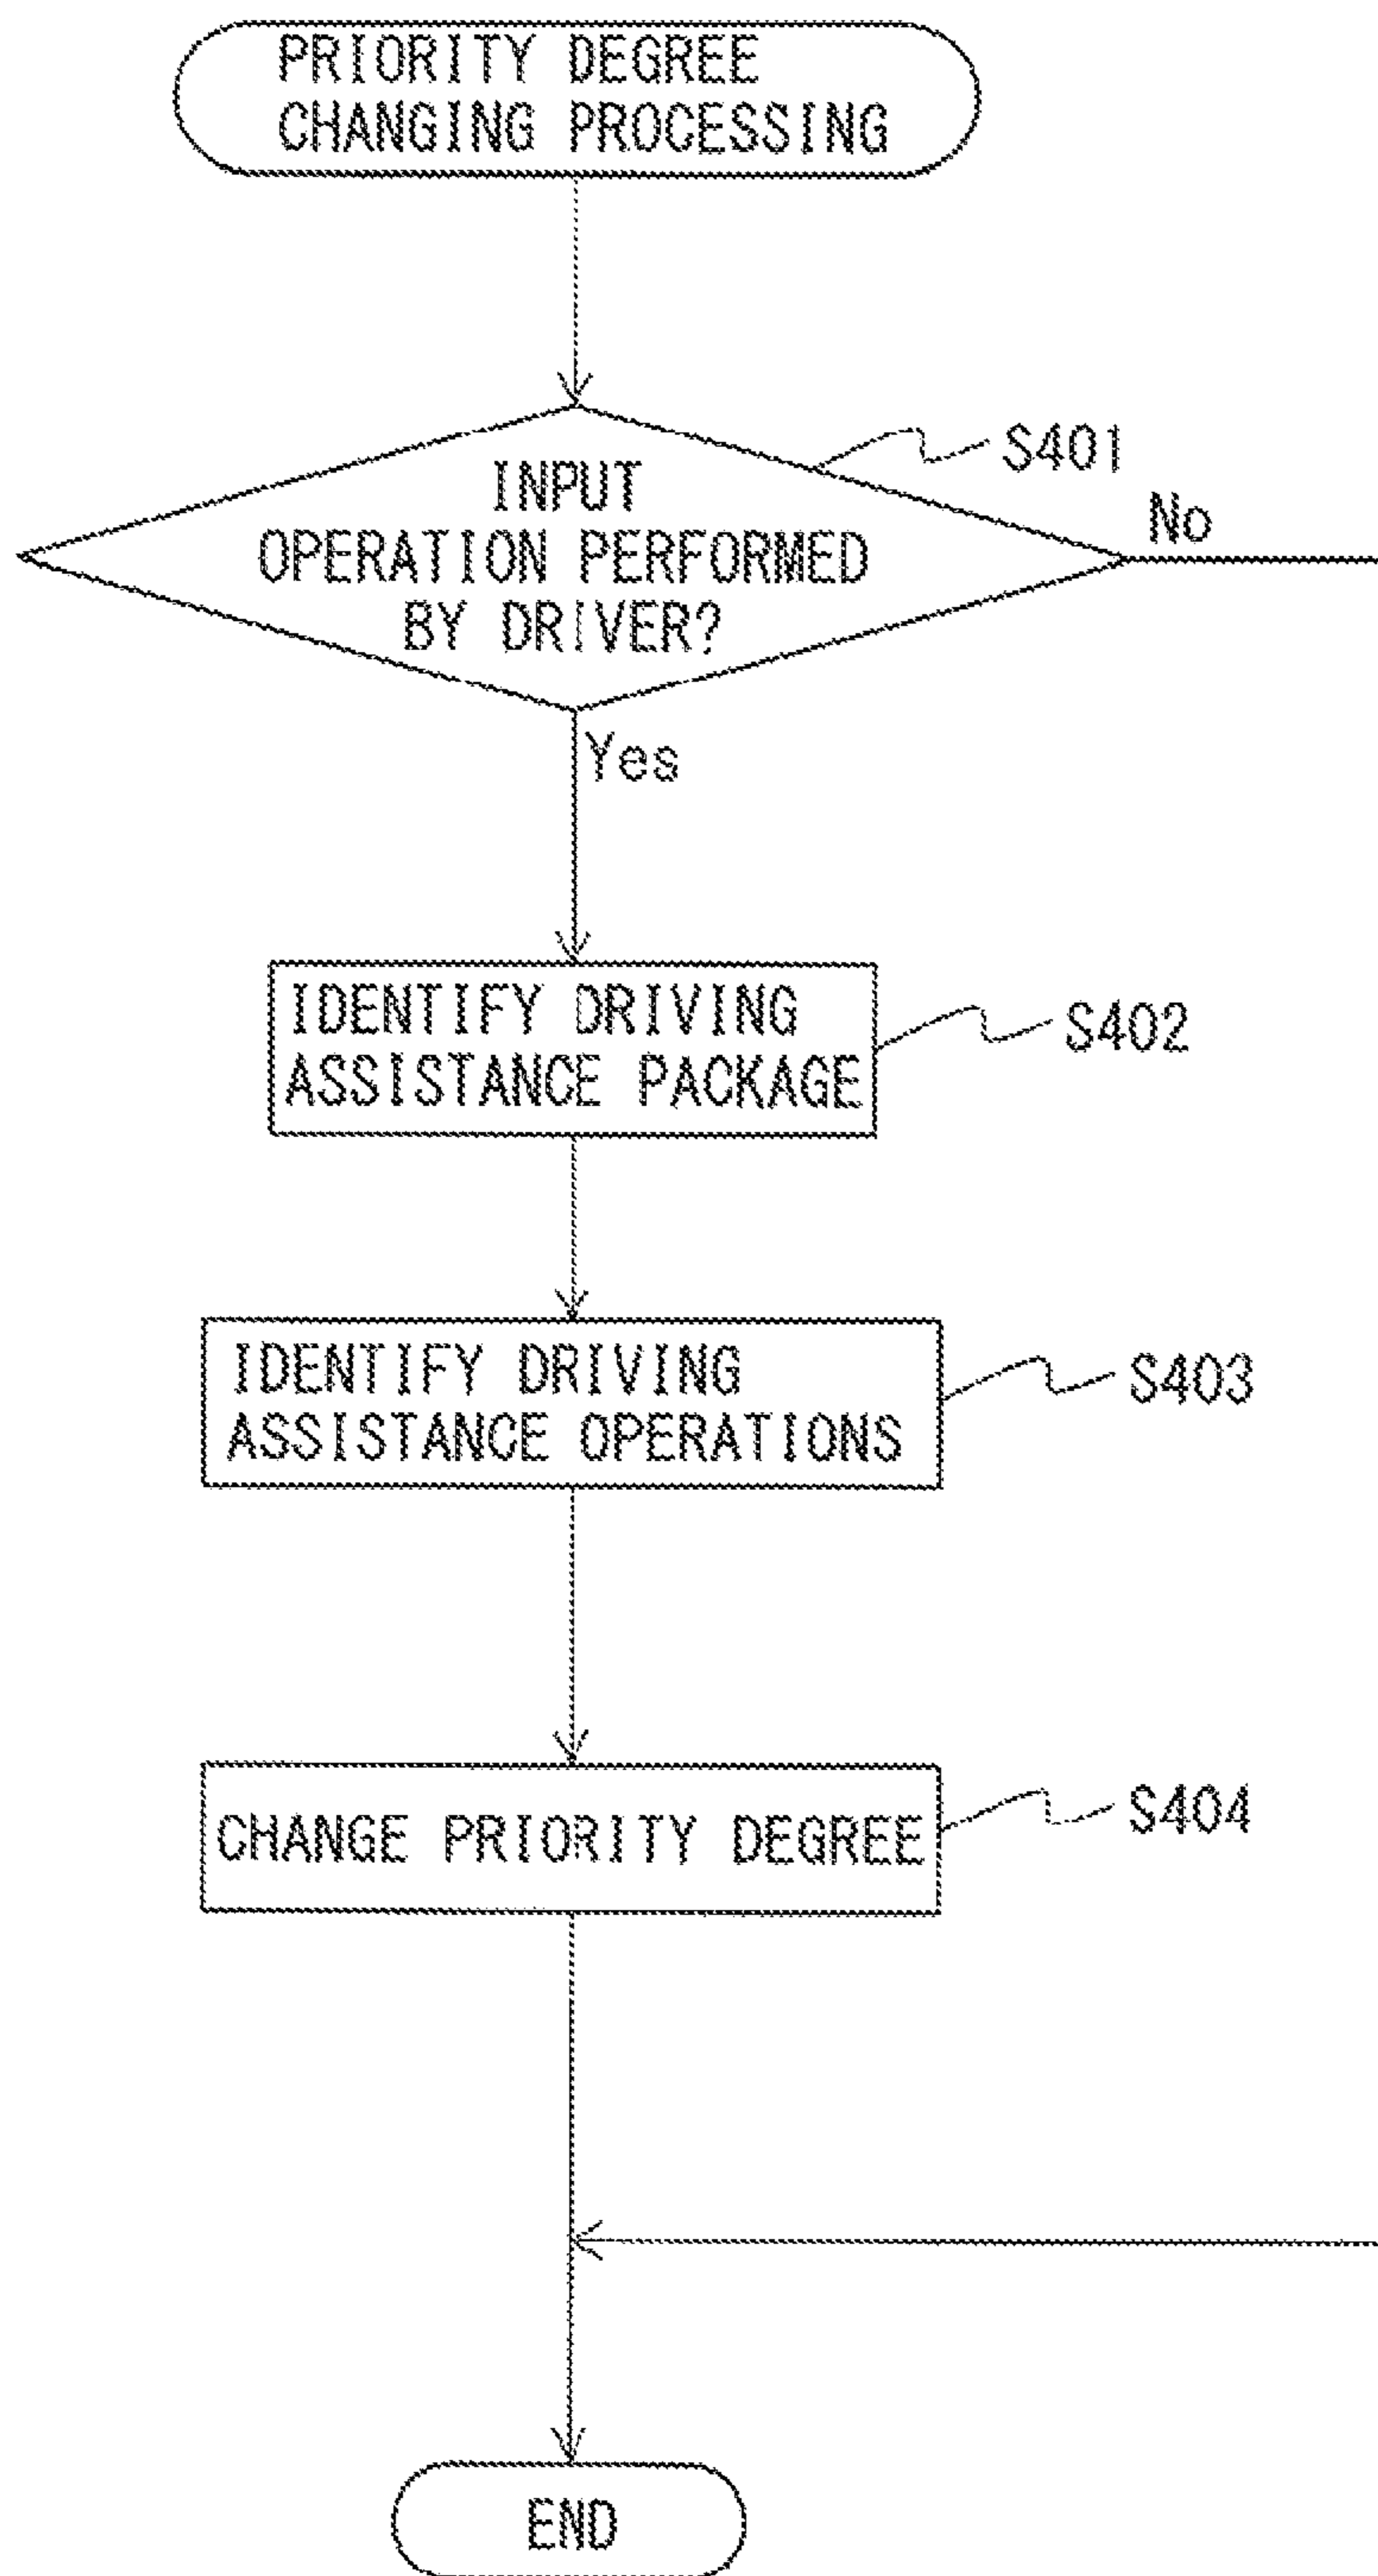 PRIORITY DEGREE
CHANGING PROCESSING
S401
INPUT
OPERATION PERFORMED
BY DRIVER?
No
Yes
IDENTIFY DRIVING
ASSISTANCE PACKAGE
S402
IDENTIFY DRIVING
ASSISTANCE OPERATIONS
S403
CHANGE PRIORITY DEGREE
S404
END